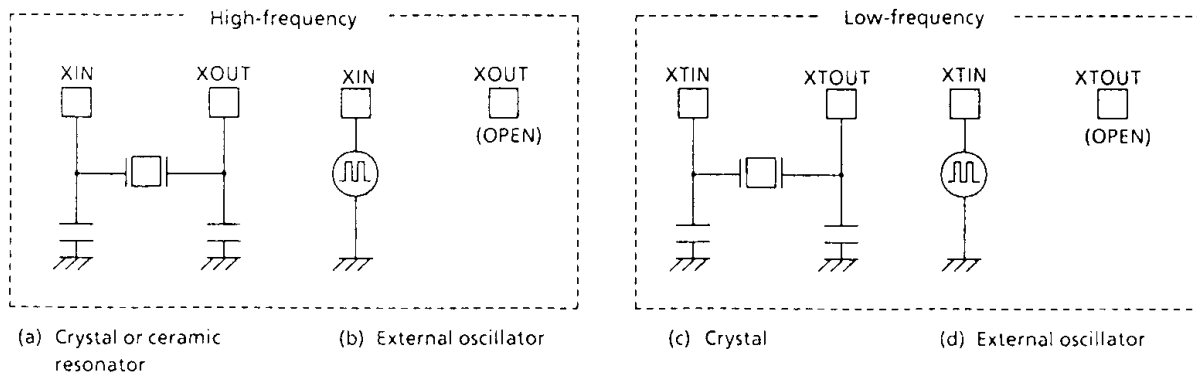 High-frequency
Low-frequency
XIN
XOUT
XIN
XOUT
(OPEN)
XTIN
XTOUT
XTIN
XTOUT
(OPEN)
(a) Crystal or ceramic
resonator
(b) External oscillator
(c) Crystal
(d) External oscillator